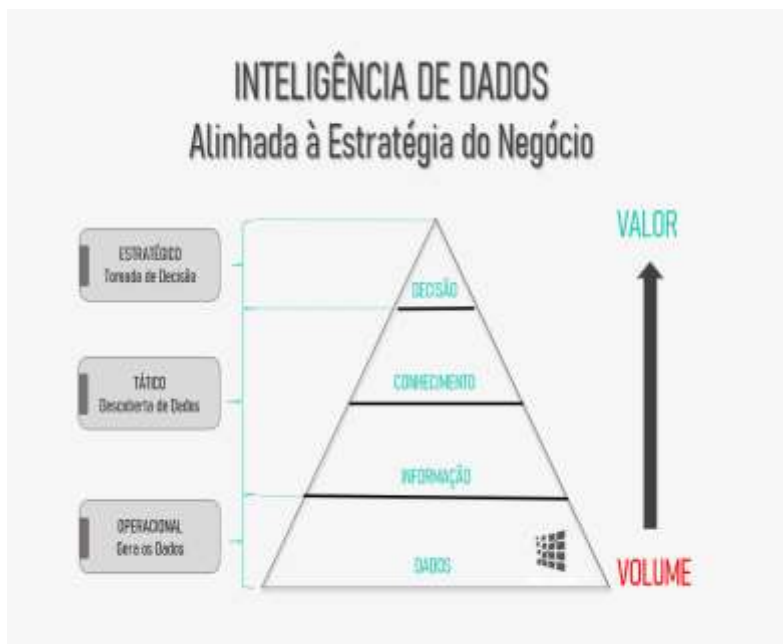 INTELIGÊNCIA DE DADOS
Alinhada à Estratégia do Negócio
ESTRATÉGICO
Tomada de Decisão
TÁTICO
Descoberta de Dados
OPERACIONAL
Gera os Dados
DECISÃO
CONHECIMENTO
INFORMAÇÃO
DADOS
VALOR
VOLUME